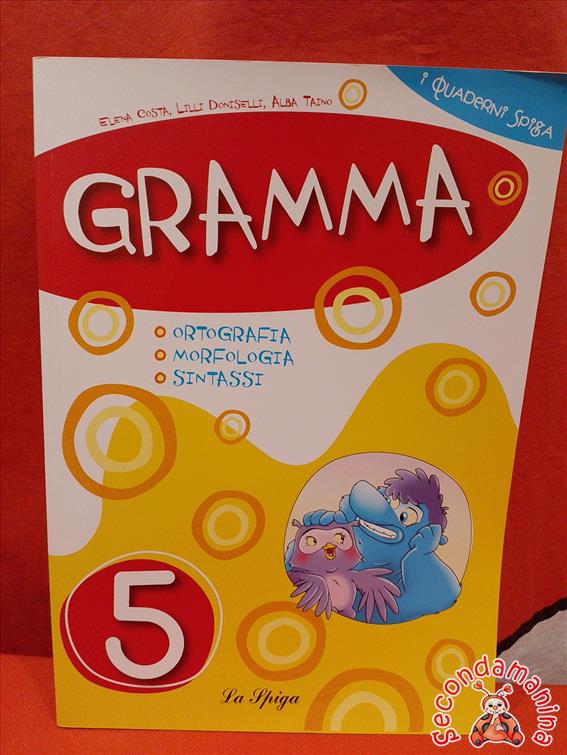 i Quaderni Spiga
Elena Costa, Lilli Doniselli, Alba Taino
GRAMMA
ORTOGRAFIA
MORFOLOGIA
SINTASSI
5
La Spiga
secondamanina